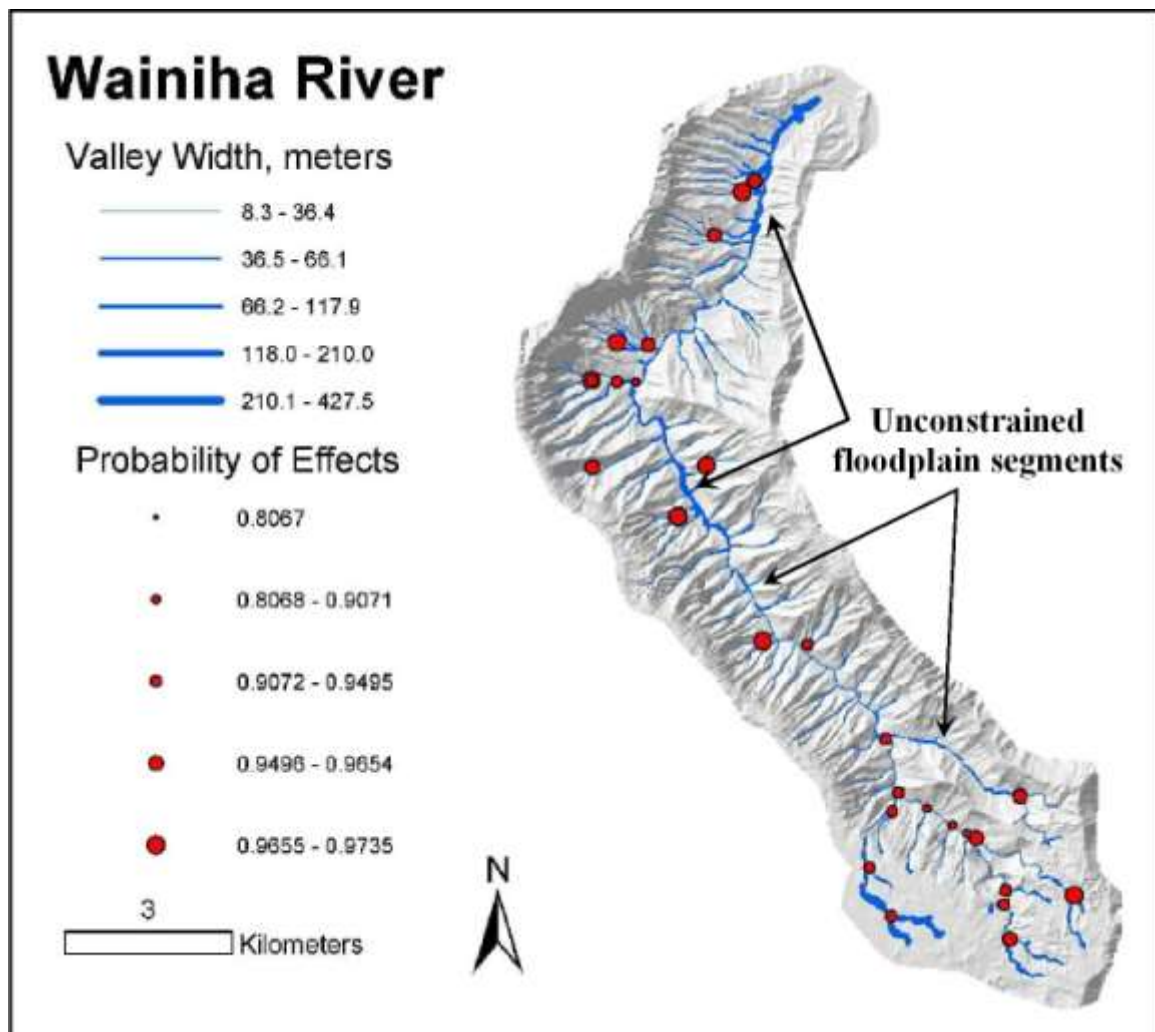 Wainiha River
Valley Width, meters
8.3 - 36.4
36.5 - 66.1
66.2 - 117.9
118.0 - 210.0
210.1 - 427.5
Probability of Effects
0.8067
0.8068 - 0.9071
0.9072 - 0.9495
0.9496 - 0.9654
0.9655 - 0.9735
3
Kilometers
N
Unconstrained
floodplain segments